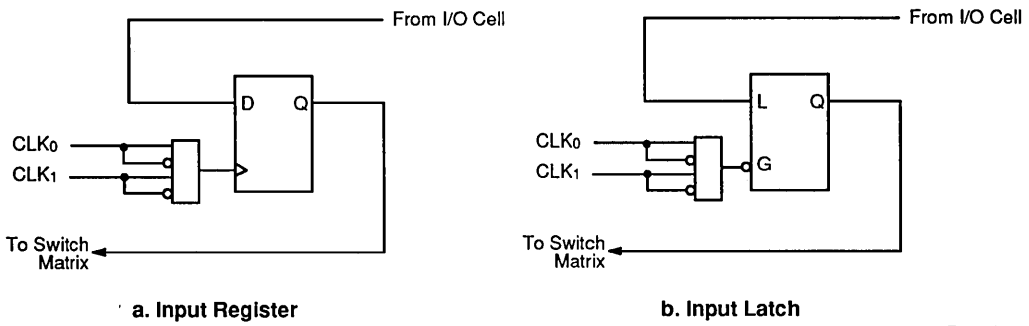 From I/O Cell
D Q
CLK0
CLK1
To Switch
Matrix
a. Input Register
From I/O Cell
L Q
CLK0
G
CLK1
To Switch
Matrix
b. Input Latch